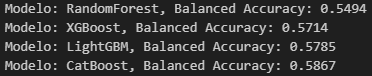 Modelo: RandomForest, Balanced Accuracy: 0.5494
Modelo: XGBoost, Balanced Accuracy: 0.5714
Modelo: LightGBM, Balanced Accuracy: 0.5785
Modelo: CatBoost, Balanced Accuracy: 0.5867